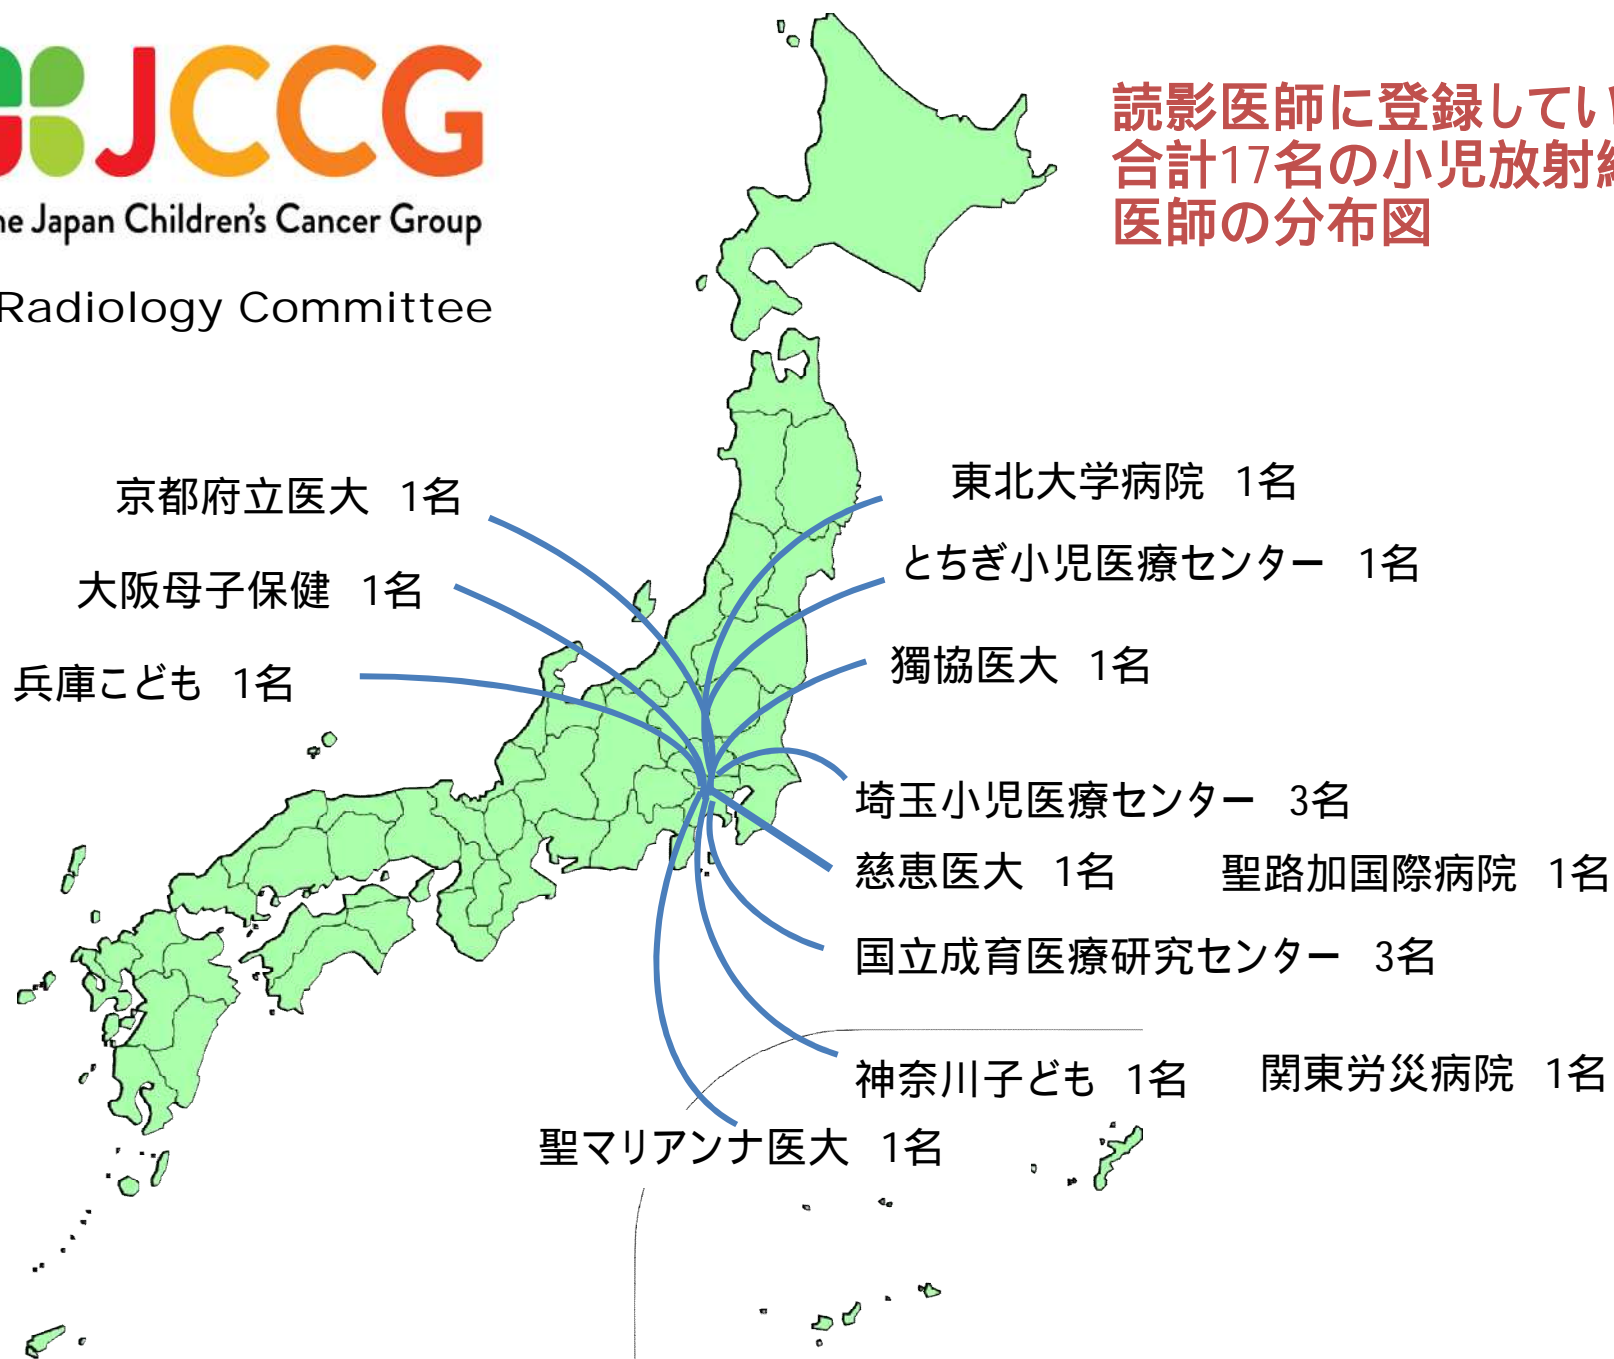 JCCG
he Japan Children's Cancer Group
Radiology Committee
読影医師に登録してい
合計17名の小児放射線
医師の分布図
京都府立医大 1名
大阪母子保健 1名
兵庫こども 1名
東北大学病院 1名
とちぎ小児医療センター 1名
獨協医大 1名
埼玉小児医療センター 3名
慈恵医大 1名 聖路加国際病院 1名
国立成育医療研究センター 3名
神奈川子ども 1名 関東労災病院 1名
聖マリアンナ医大 1名